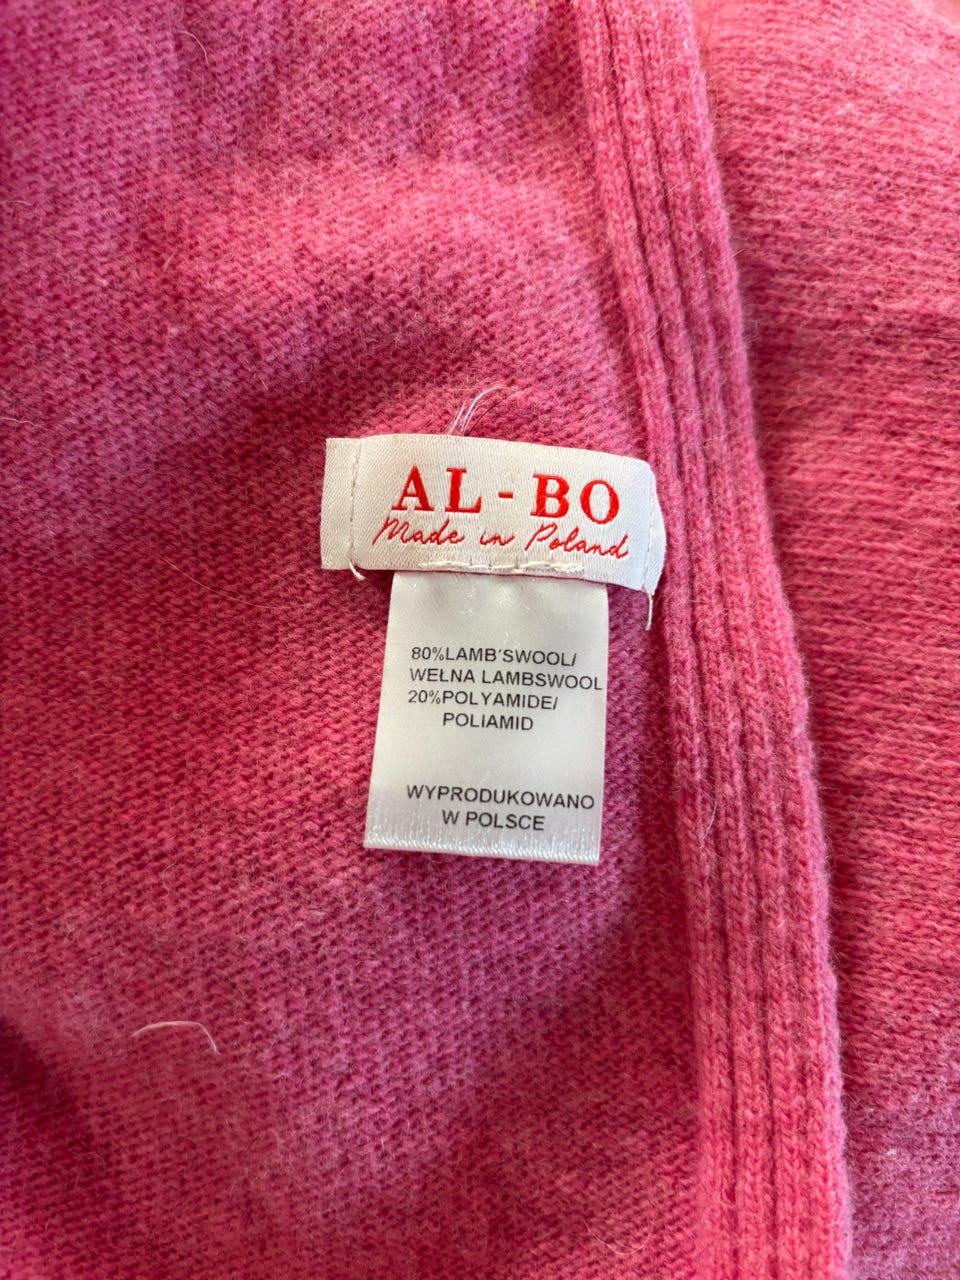 AL-BO
Made in Poland
80%LAMB'SWOOL/
WEŁNA LAMBSWOOL
20%POLYAMIDE/
POLIAMID
WYPRODUKOWANO
W POLSCE